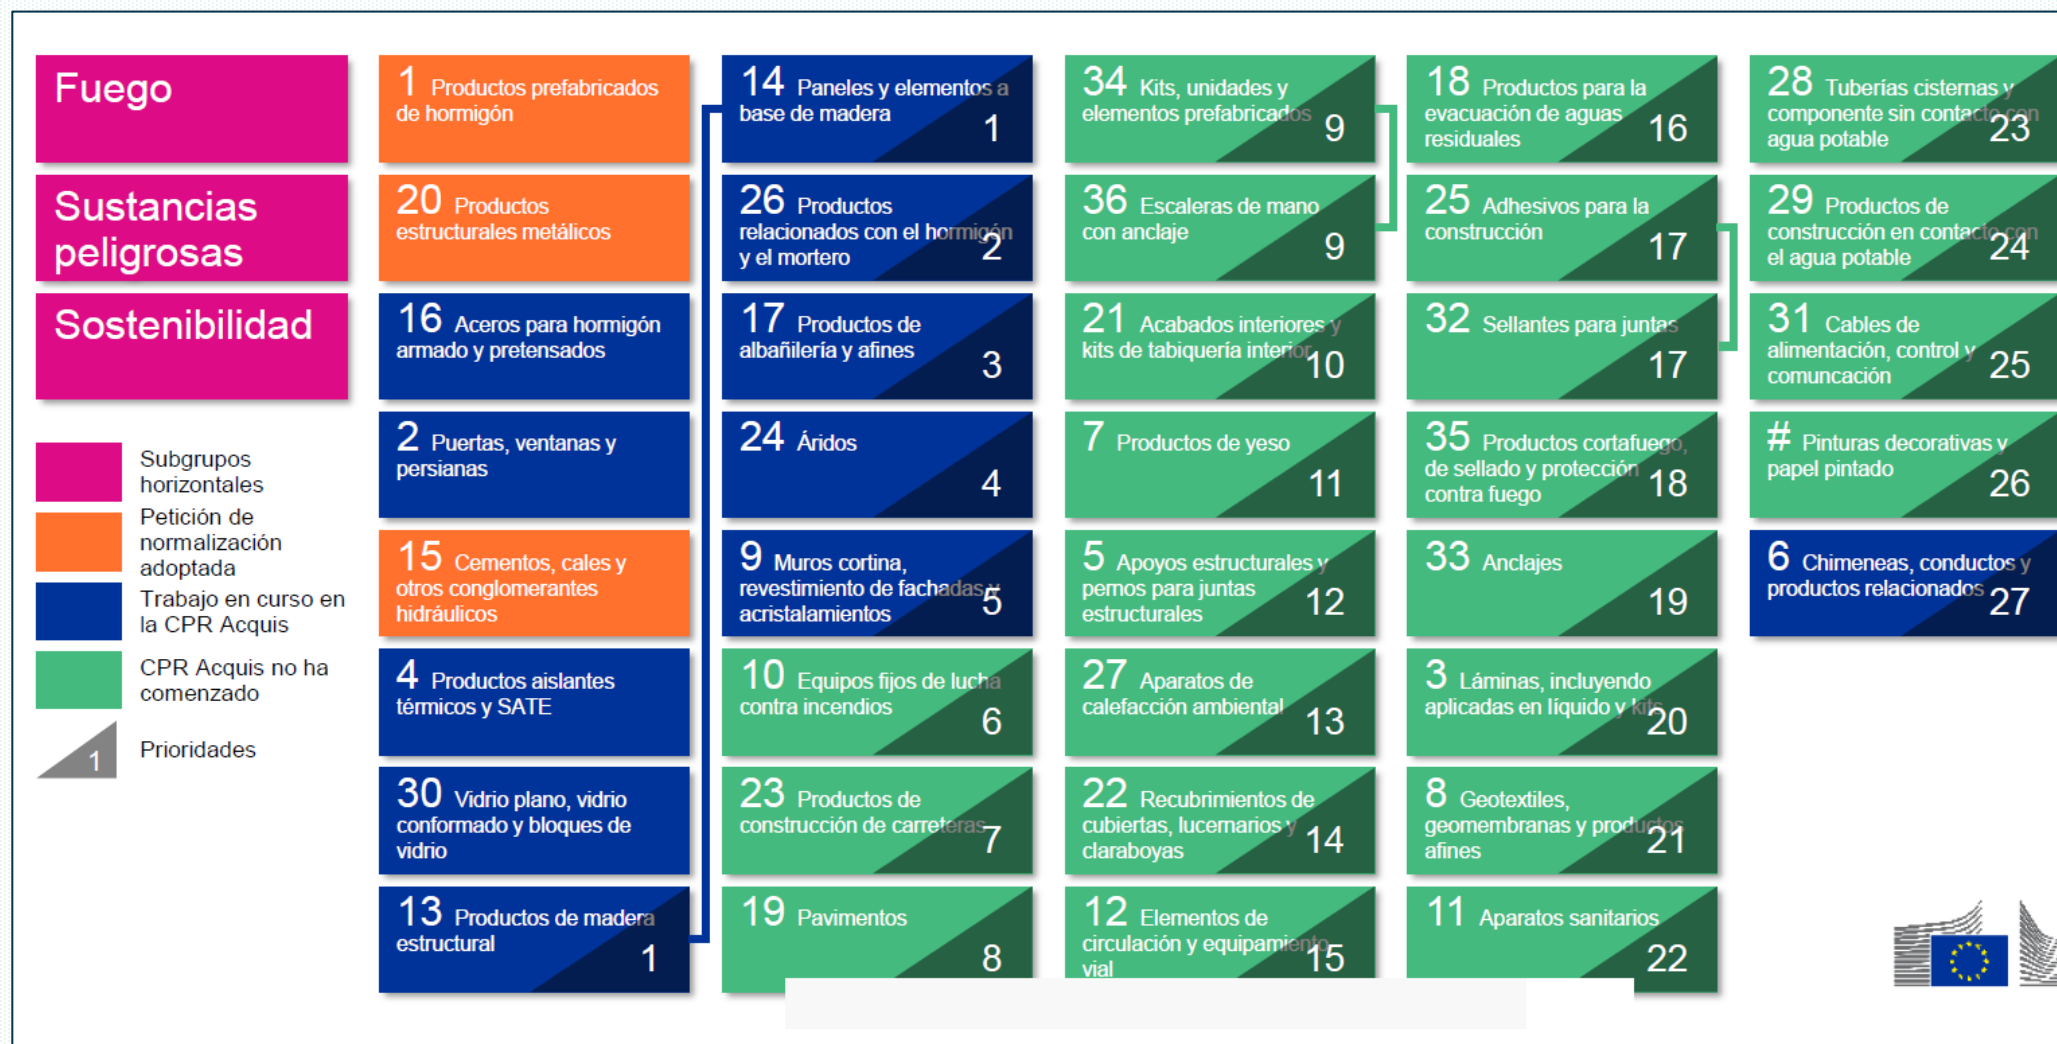 Fuego
Sustancias
peligrosas
Sostenibilidad
Subgrupos
horizontales
Petición de
normalización
adoptada
Trabajo en curso en
la CPR Acquis
CPR Acquis no ha
comenzado
1
Prioridades
1 Productos prefabricados
de hormigón
20 Productos
estructurales metálicos
16 Aceros para hormigón
armado y pretensados
2 Puertas, ventanas y
persianas
15 Cementos, cales y
otros conglomerantes
hidráulicos
4 Productos aislantes
térmicos y SATE
30 Vidrio plano, vidrio
conformado y bloques de
vidrio
13 Productos de madera
estructural
1
14 Paneles y elementos a
base de madera
1
26 Productos
relacionados con el hormigón
y el mortero
2
17 Productos de
albañilería y afines
3
24 Áridos
4
9 Muros cortina,
revestimiento de fachadas y
acristalamientos
5
10 Equipos fijos de lucha
contra incendios
6
23 Productos de
construcción de carreteras
7
19 Pavimentos
8
34 Kits, unidades y
elementos prefabricados
9
36 Escaleras de mano
con anclaje
9
21 Acabados interiores y
kits de tabiquería interior
10
7 Productos de yeso
11
5 Apoyos estructurales y
pernos para juntas
estructurales
12
27 Aparatos de
calefacción ambiental
13
22 Recubrimientos de
cubiertas, lucernarios y
claraboyas
14
12 Elementos de
circulación y equipamiento
vial
15
18 Productos para la
evacuación de aguas
residuales
16
25 Adhesivos para la
construcción
17
32 Sellantes para juntas
17
35 Productos cortafuego,
de sellado y protección
contra fuego
18
33 Anclajes
19
3 Láminas, incluyendo
aplicadas en líquido y kits
20
8 Geotextiles,
geomembranas y productos
afines
21
11 Aparatos sanitarios
22
28 Tuberías cisternas y
componente sin contacto con
agua potable
23
29 Productos de
construcción en contacto con
el agua potable
24
31 Cables de
alimentación, control y
comuncación
25
# Pinturas decorativas y
papel pintado
26
6 Chimeneas, conductos y
productos relacionados
27